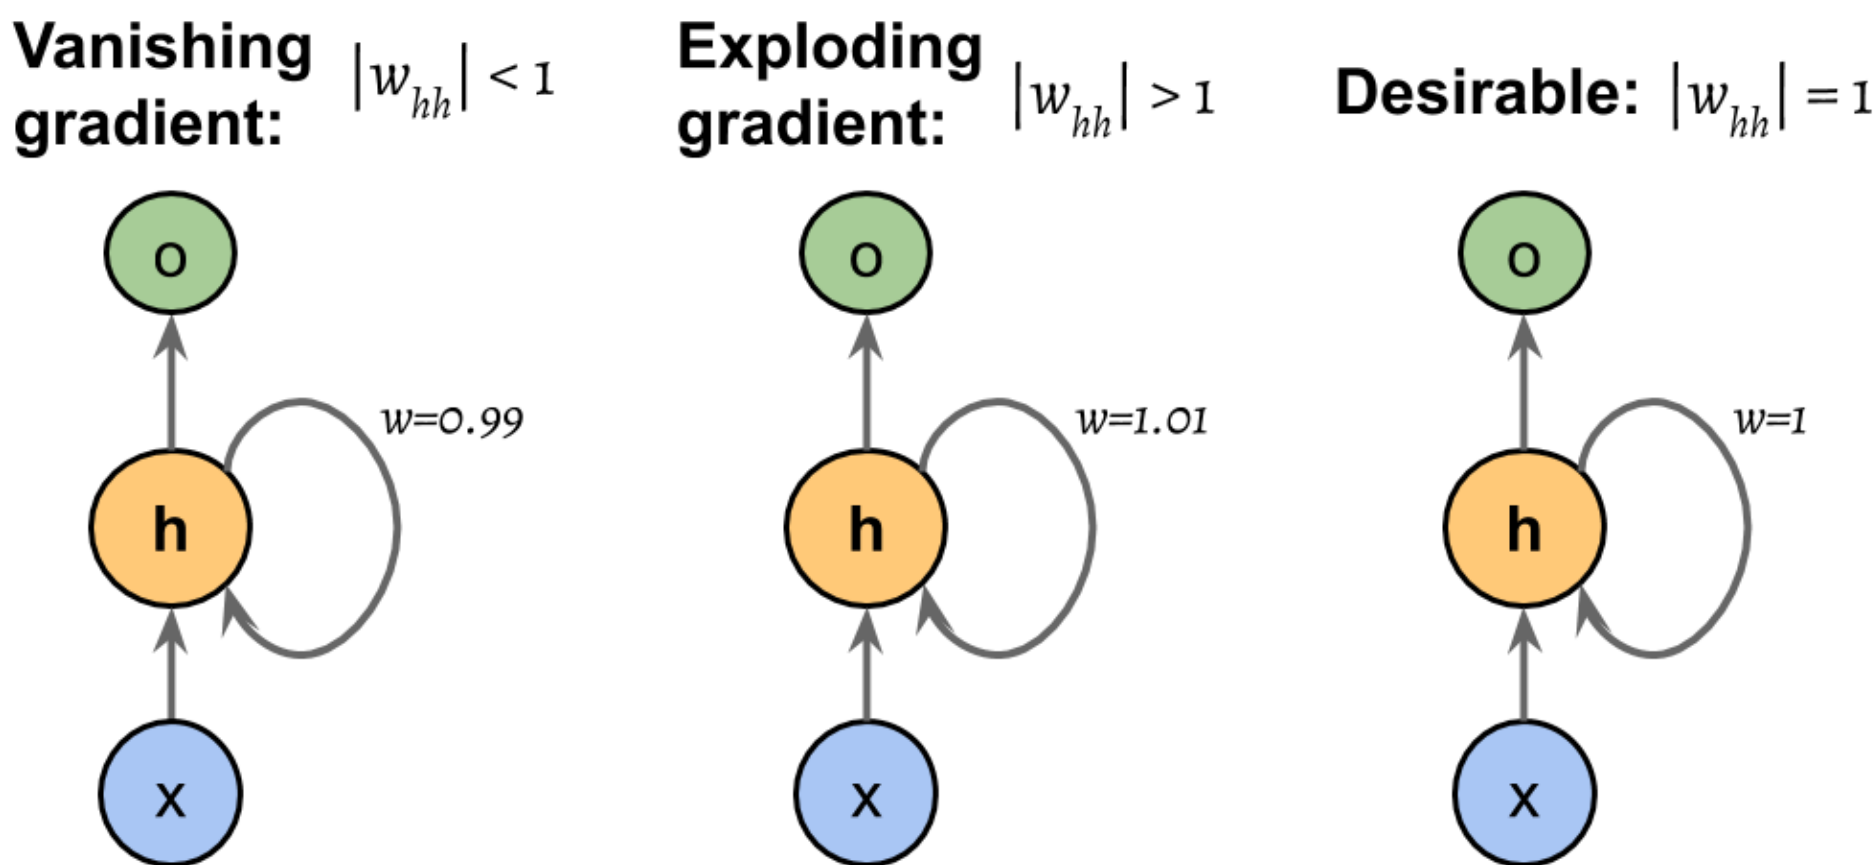 Vanishing gradient: |w_hh| < 1
o
w=0.99
h
x
Exploding gradient: |w_hh| > 1
o
w=1.01
h
x
Desirable: |w_hh| = 1
o
w=1
h
x